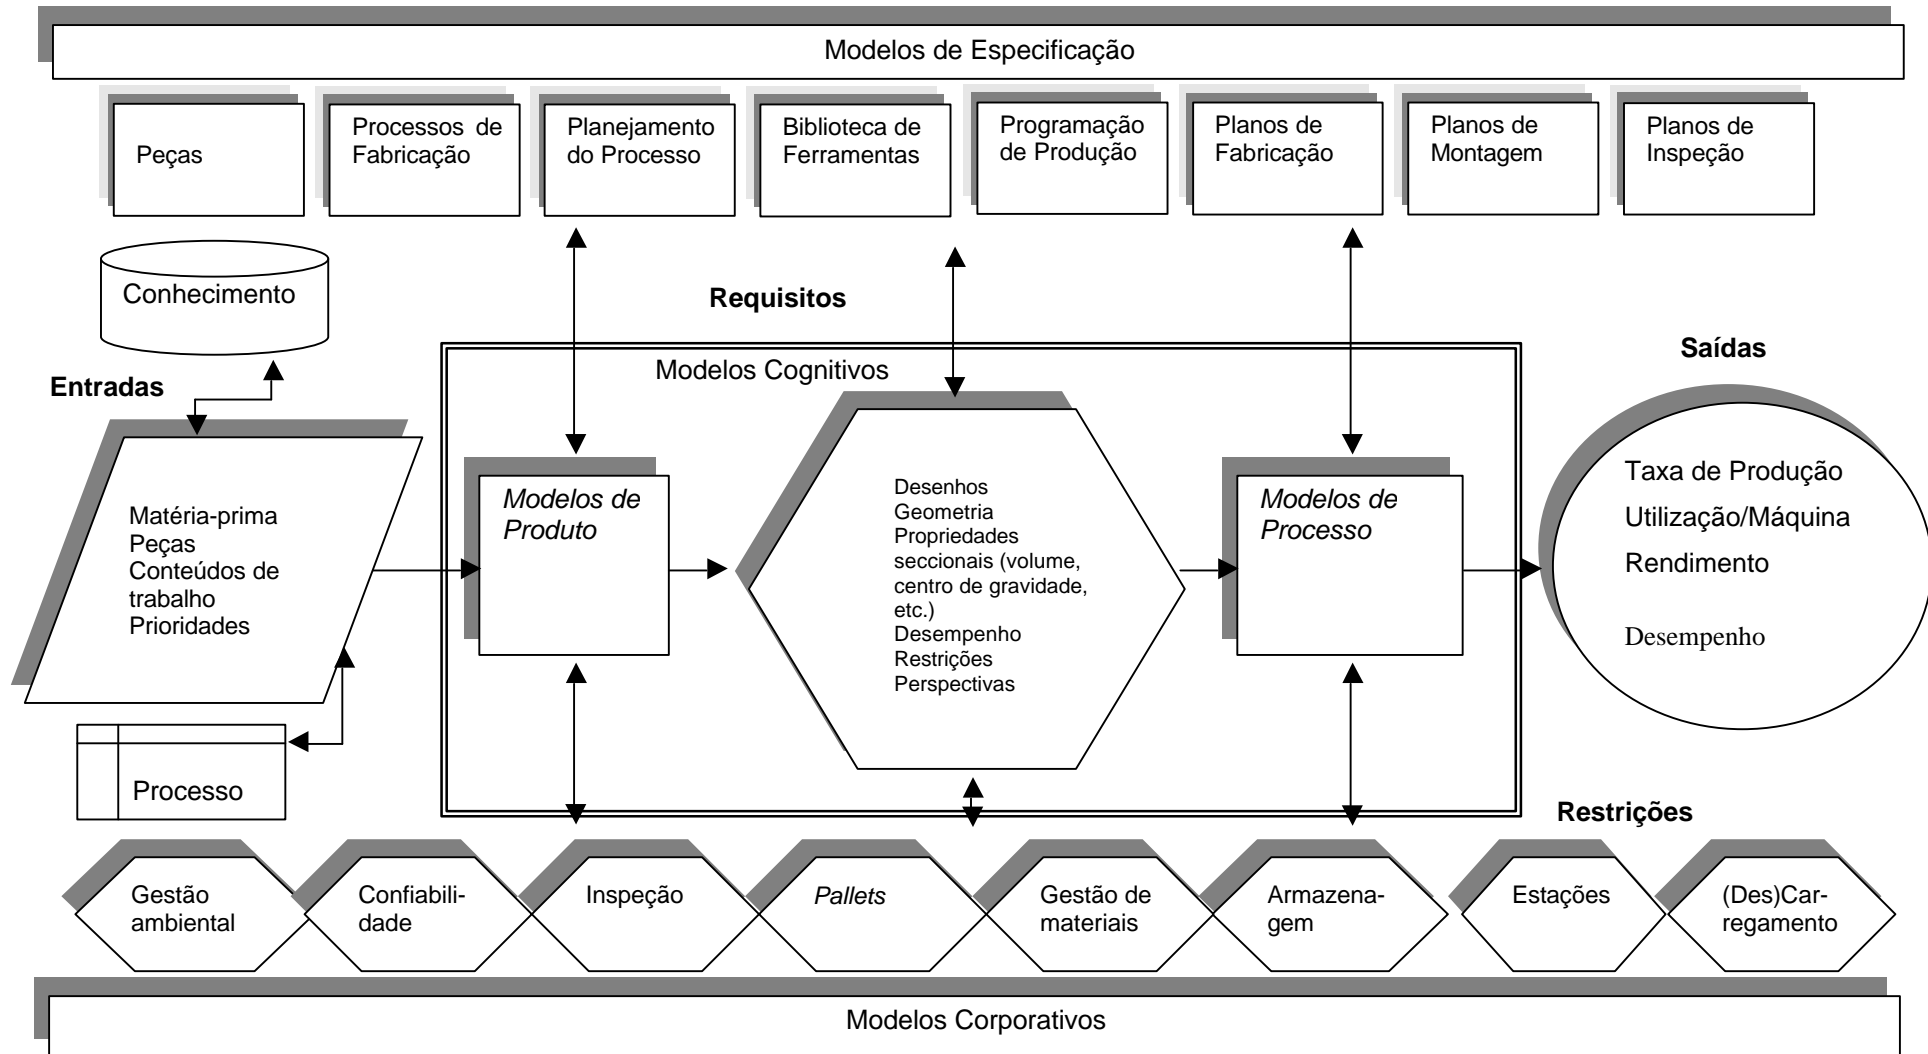 Modelos de Especificação
Peças
Processos de
Fabricação
Planejamento
do Processo
Biblioteca de
Ferramentas
Programação
de Produção
Planos de
Fabricação
Planos de
Montagem
Planos de
Inspeção
Conhecimento
Requisitos
Saídas
Entradas
Modelos Cognitivos
Matéria-prima
Peças
Conteúdos de
trabalho
Prioridades
Modelos de
Produto
Desenhos
Geometria
Propriedades
seccionais (volume,
centro de gravidade,
etc.)
Desempenho
Restrições
Perspectivas
Modelos de
Processo
Taxa de Produção
Utilização/Máquina
Rendimento
Desempenho
Processo
Restrições
Gestão
ambiental
Confiabili-
dade
Inspeção
Pallets
Gestão de
materiais
Armazena-
gem
Estações
(Des)Car-
regamento
Modelos Corporativos